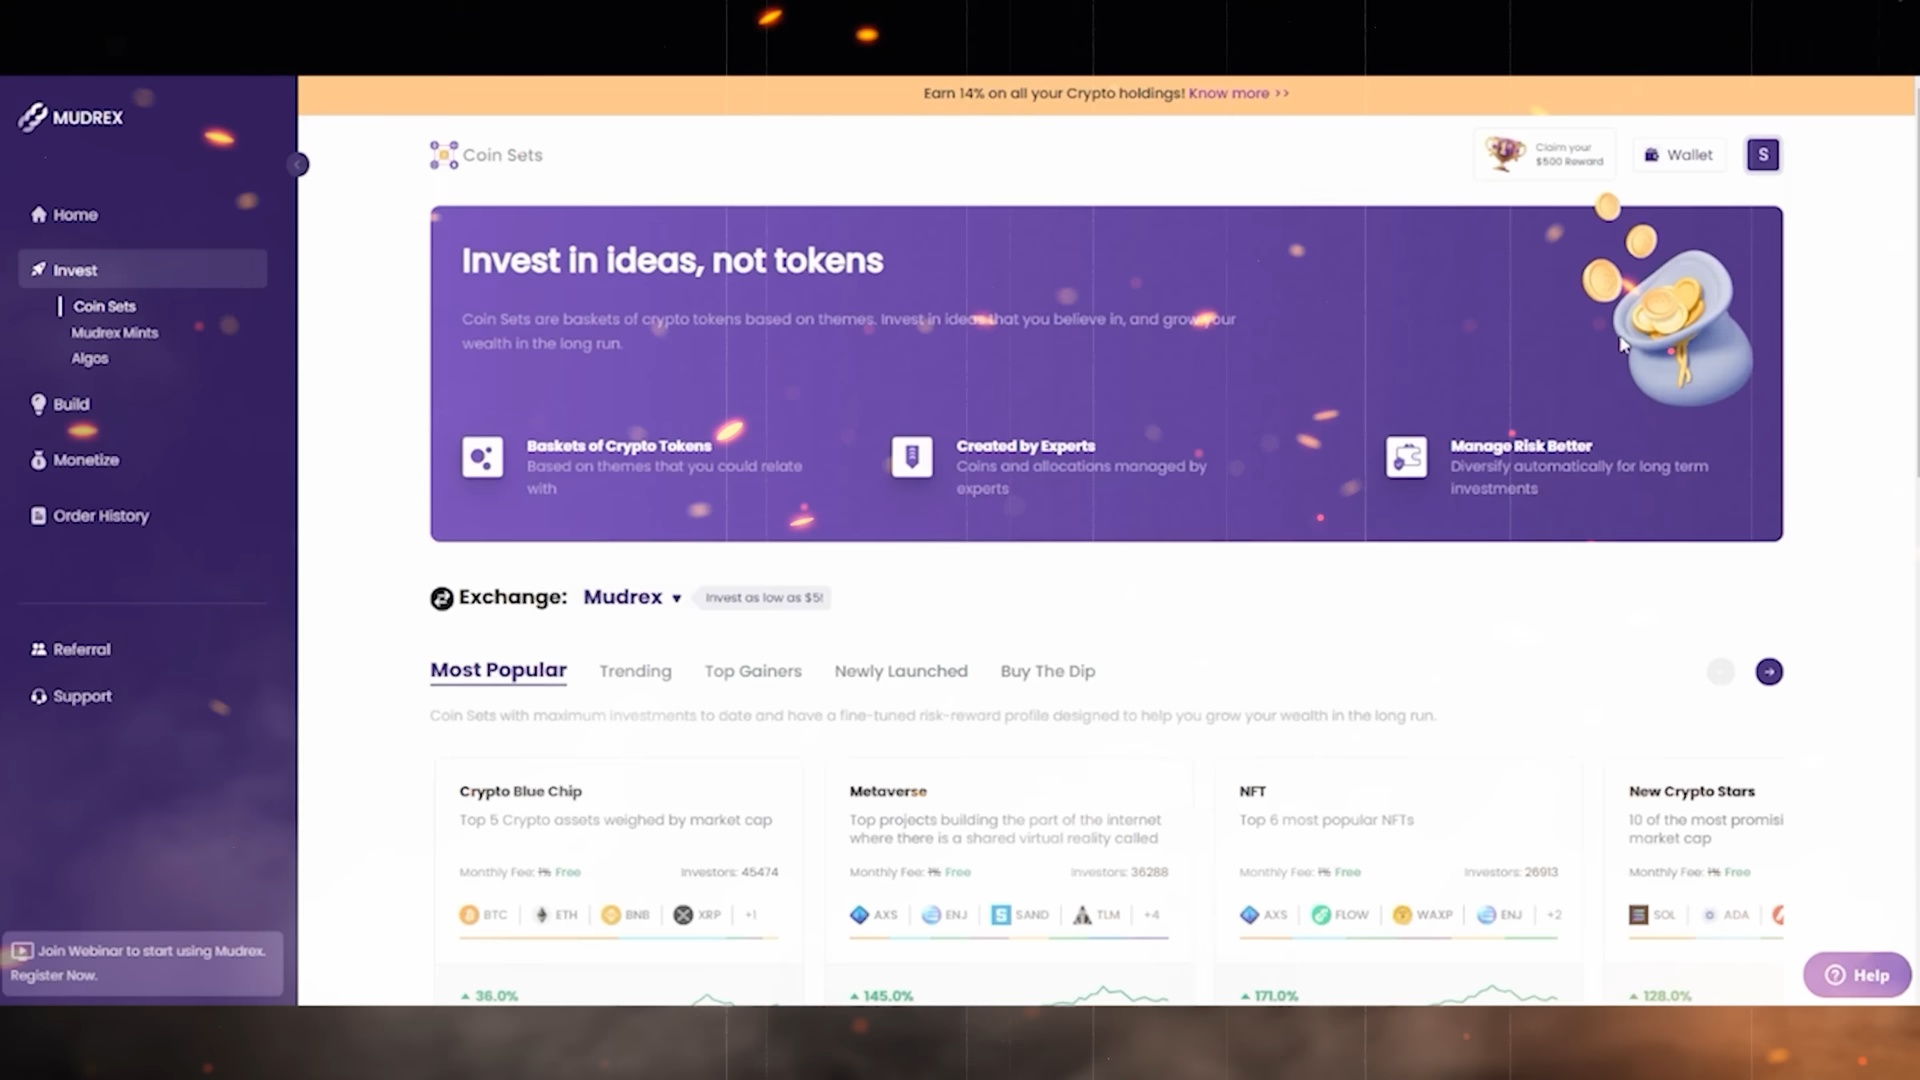 MUDREX
Home
Invest
Coin Sets
Mudrex Mints
Algos
Build
Monetize
Order History
Referral
Support
Join Webinar to start using Mudrex.
Register Now.
Earn 14% on all your Crypto holdings! Know more >>
Coin Sets
Claim your
$500 Reward
Wallet
S
Invest in ideas, not tokens
Coin Sets are baskets of crypto tokens based on themes. Invest in ideas that you believe in, and grow your
wealth in the long run.
Baskets of Crypto Tokens
Based on themes that you could relate
with
Created by Experts
Coins and allocations managed by
experts
Manage Risk Better
Diversify automatically for long term
investments
Exchange: Mudrex ▾ Invest as low as $5!
Most Popular Trending Top Gainers Newly Launched Buy The Dip
Coin Sets with maximum investments to date and have a fine-tuned risk-reward profile designed to help you grow your wealth in the long run.
Crypto Blue Chip
Top 5 Crypto assets weighed by market cap
Monthly Fee: 1% Free Investors: 45474
BTC ETH BNB XRP +1
36.0%
Metaverse
Top projects building the part of the internet
where there is a shared virtual reality called
Monthly Fee: 1% Free Investors: 36288
AXS ENJ SAND TLM +4
145.0%
NFT
Top 6 most popular NFTs
Monthly Fee: 1% Free Investors: 26913
AXS FLOW WAXP ENJ +2
171.0%
New Crypto Stars
10 of the most promisi
market cap
Monthly Fee: 1% Free
SOL ADA
128.0%
Help